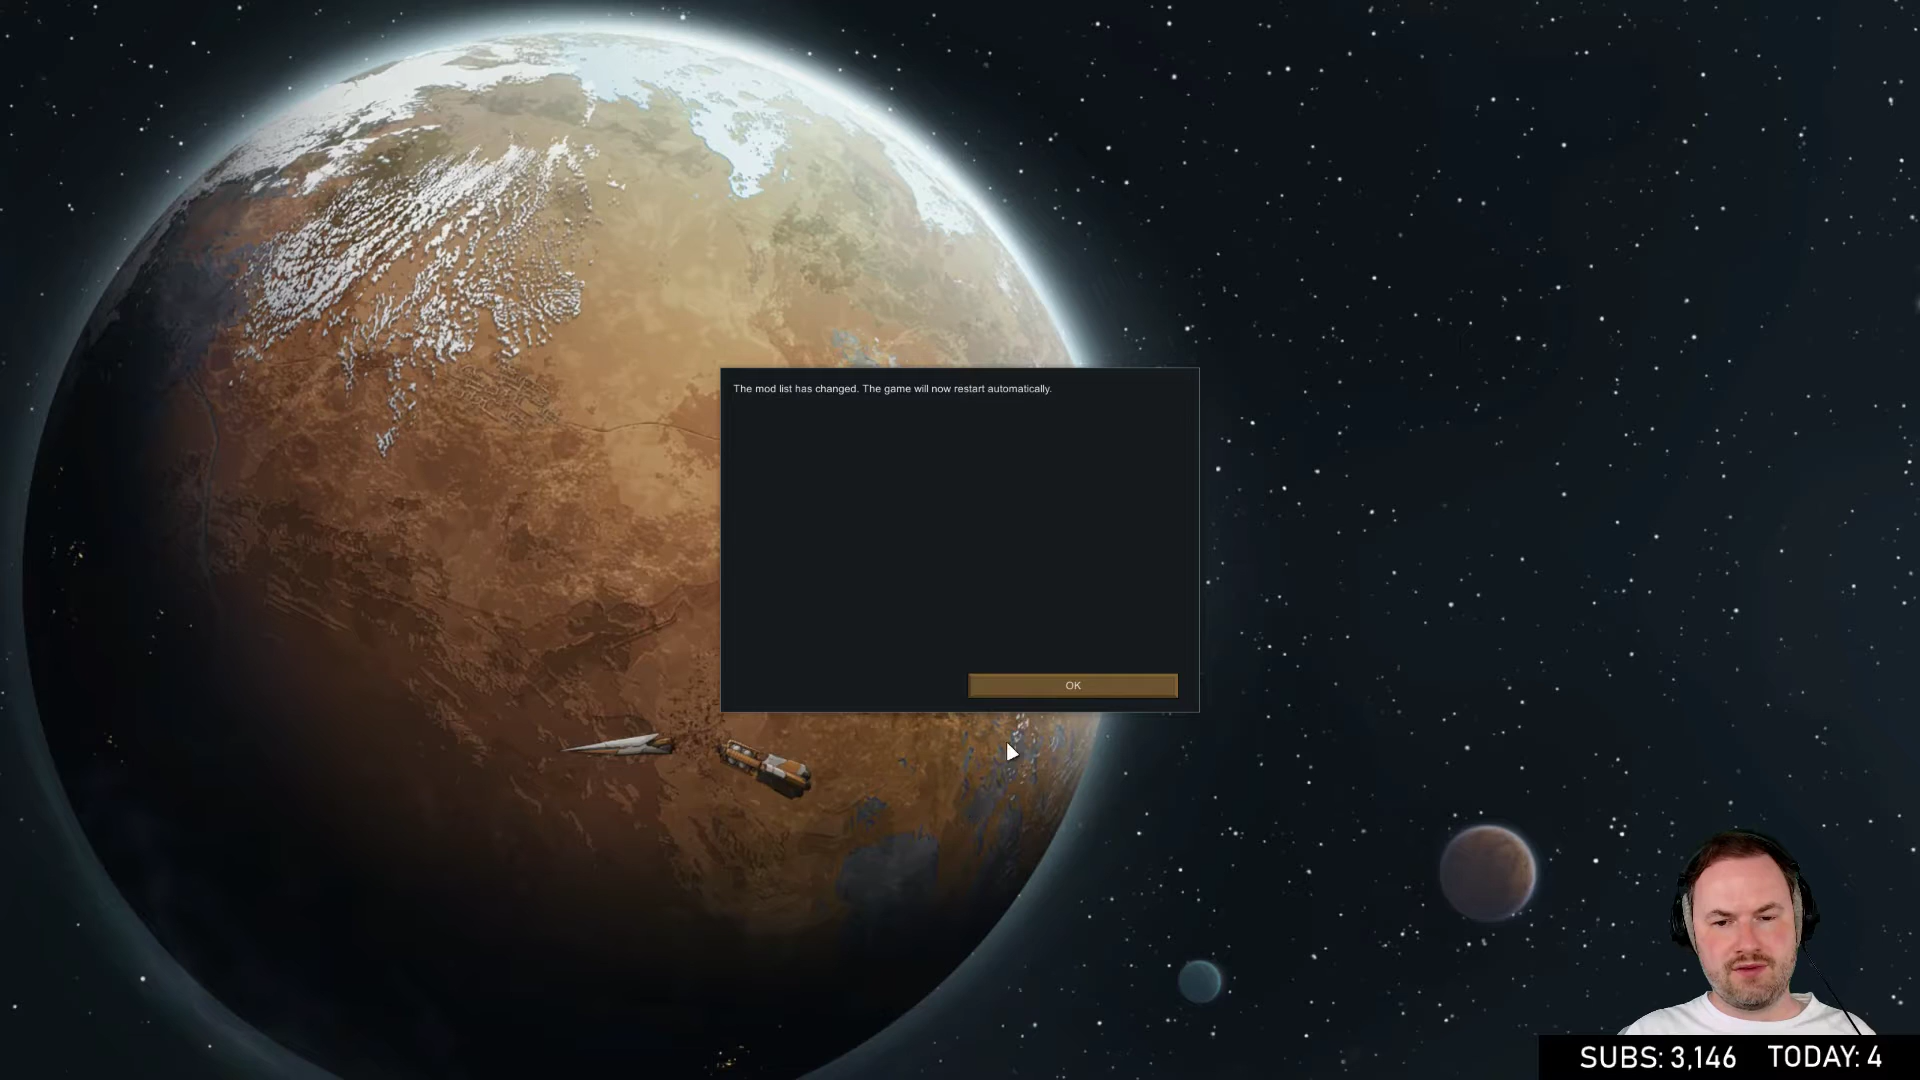 The mod list has changed. The game will now restart automatically.
OK
SUBS: 3,146 TODAY: 4